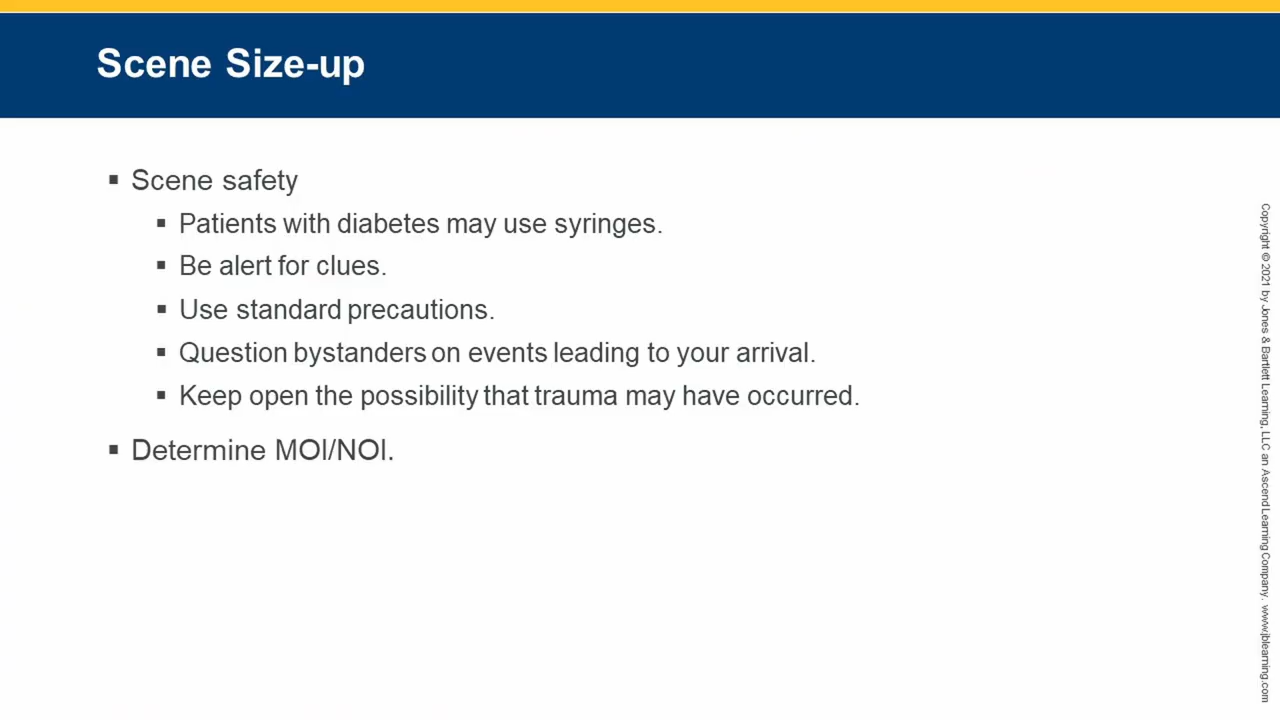 Scene Size-up
▪ Scene safety
▪ Patients with diabetes may use syringes.
▪ Be alert for clues.
▪ Use standard precautions.
▪ Question bystanders on events leading to your arrival.
▪ Keep open the possibility that trauma may have occurred.
▪ Determine MOI/NOI.
Copyright © 2021 by Jones & Bartlett Learning, LLC an Ascend Learning Company. www.jblearning.com